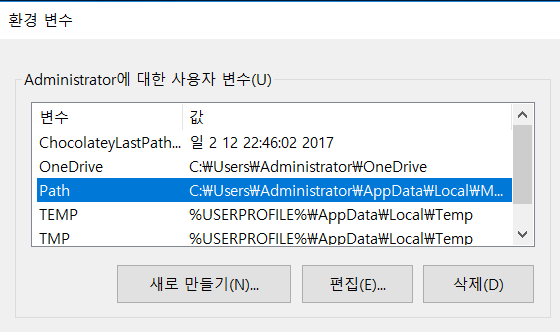 환경 변수
Administrator에 대한 사용자 변수(U)
변수 값
ChocolateyLastPath... 일 2 12 22:46:02 2017
OneDrive C:₩Users₩Administrator₩OneDrive
Path C:₩Users₩Administrator₩AppData₩Local₩M...
TEMP %USERPROFILE%₩AppData₩Local₩Temp
TMP %USERPROFILE%₩AppData₩Local₩Temp
새로 만들기(N)... 편집(E)... 삭제(D)